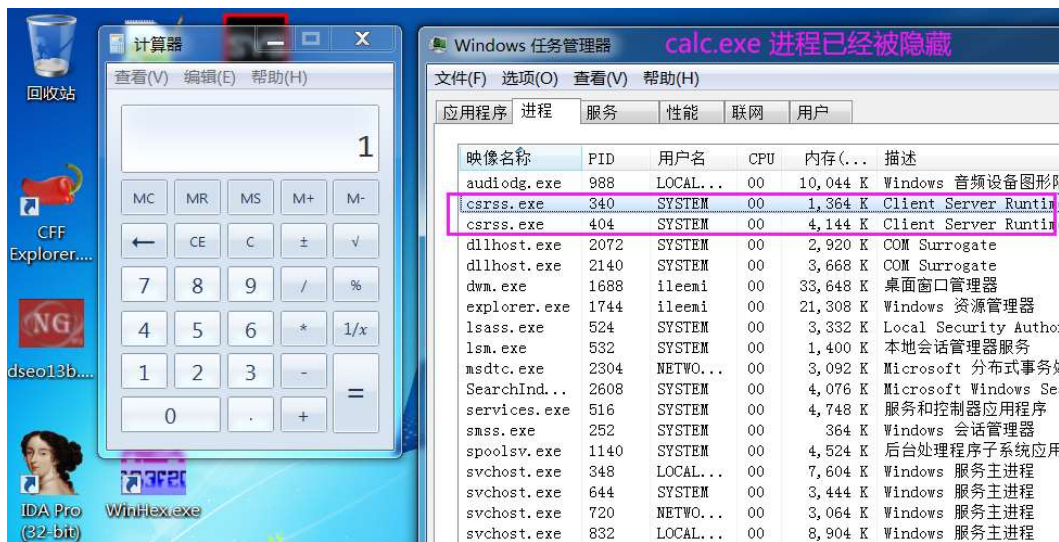 回收站
CFF
Explorer....
dseo13b....
IDA Pro
(32-bit)
WinHex.exe
计算器
查看(V) 编辑(E) 帮助(H)
1
MC MR MS M+ M-
← CE C ± √
7 8 9 / %
4 5 6 * 1/x
1 2 3 - =
0 . +
Windows 任务管理器
calc.exe 进程已经被隐藏
文件(F) 选项(O) 查看(V) 帮助(H)
应用程序 进程 服务 性能 联网 用户
映像名称 PID 用户名 CPU 内存(... 描述
audiodg.exe 988 LOCAL... 00 10,044 K Windows 音频设备图形
csrss.exe 340 SYSTEM 00 1,364 K Client Server Runtim
csrss.exe 404 SYSTEM 00 4,144 K Client Server Runtim
dllhost.exe 2072 SYSTEM 00 2,920 K COM Surrogate
dllhost.exe 2140 SYSTEM 00 3,668 K COM Surrogate
dwm.exe 1688 ileemi 00 33,648 K 桌面窗口管理器
explorer.exe 1744 ileemi 00 21,308 K Windows 资源管理器
lsass.exe 524 SYSTEM 00 3,332 K Local Security Autho
lsm.exe 532 SYSTEM 00 1,400 K 本地会话管理器服务
msdtc.exe 2304 NETWO... 00 3,092 K Microsoft 分布式事务
SearchInd... 2608 SYSTEM 00 4,076 K Microsoft Windows Se
services.exe 516 SYSTEM 00 4,748 K 服务和控制器应用程序
smss.exe 252 SYSTEM 00 364 K Windows 会话管理器
spoolsv.exe 1140 SYSTEM 00 4,524 K 后台处理程序子系统应用
svchost.exe 348 LOCAL... 00 7,604 K Windows 服务主进程
svchost.exe 644 SYSTEM 00 3,444 K Windows 服务主进程
svchost.exe 720 NETWO... 00 3,064 K Windows 服务主进程
svchost.exe 832 LOCAL... 00 8,904 K Windows 服务主进程
NG